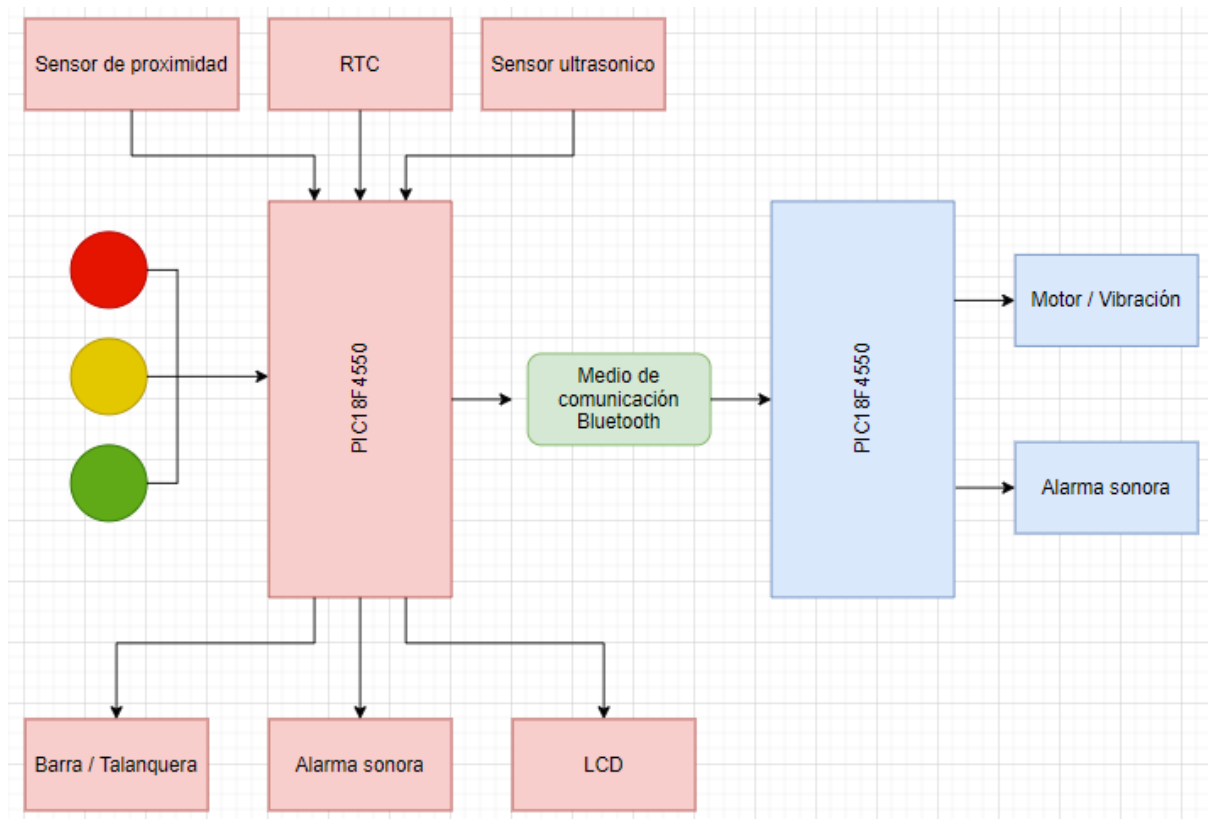 Sensor de proximidad
RTC
Sensor ultrasonico
PIC18F4550
Medio de
comunicación
Bluetooth
PIC18F4550
Motor / Vibración
Alarma sonora
Barra / Talanquera
Alarma sonora
LCD